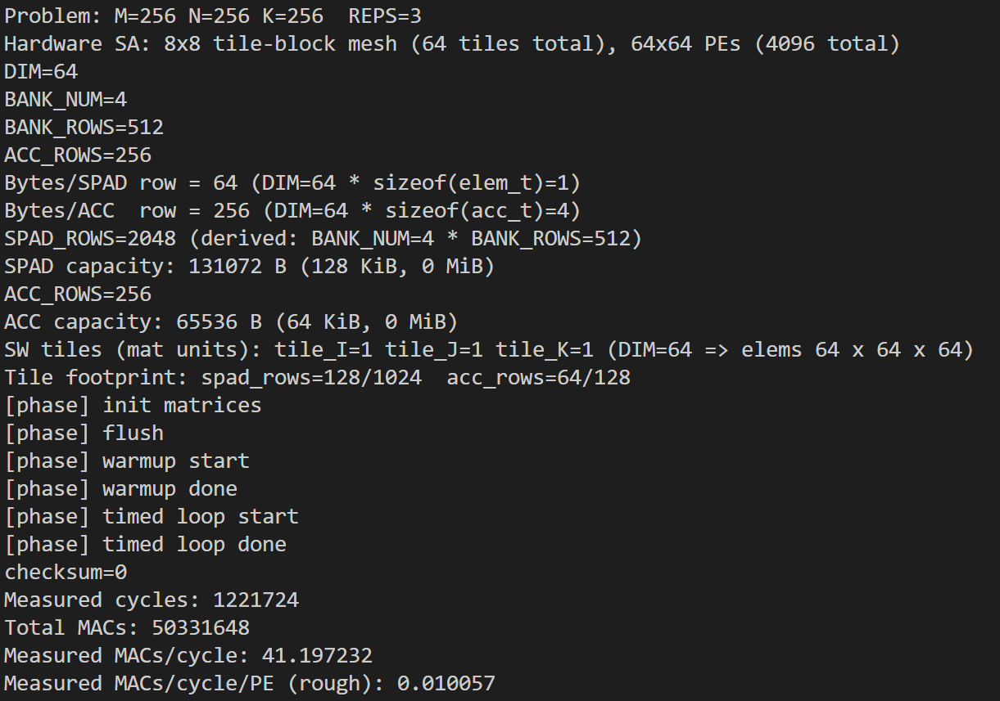 Problem: M=256 N=256 K=256  REPS=3
Hardware SA: 8x8 tile-block mesh (64 tiles total), 64x64 PEs (4096 total)
DIM=64
BANK_NUM=4
BANK_ROWS=512
ACC_ROWS=256
Bytes/SPAD row = 64 (DIM=64 * sizeof(elem_t)=1)
Bytes/ACC  row = 256 (DIM=64 * sizeof(acc_t)=4)
SPAD_ROWS=2048 (derived: BANK_NUM=4 * BANK_ROWS=512)
SPAD capacity: 131072 B (128 KiB, 0 MiB)
ACC_ROWS=256
ACC capacity: 65536 B (64 KiB, 0 MiB)
SW tiles (mat units): tile_I=1 tile_J=1 tile_K=1 (DIM=64 => elems 64 x 64 x 64)
Tile footprint: spad_rows=128/1024  acc_rows=64/128
[phase] init matrices
[phase] flush
[phase] warmup start
[phase] warmup done
[phase] timed loop start
[phase] timed loop done
checksum=0
Measured cycles: 1221724
Total MACs: 50331648
Measured MACs/cycle: 41.197232
Measured MACs/cycle/PE (rough): 0.010057